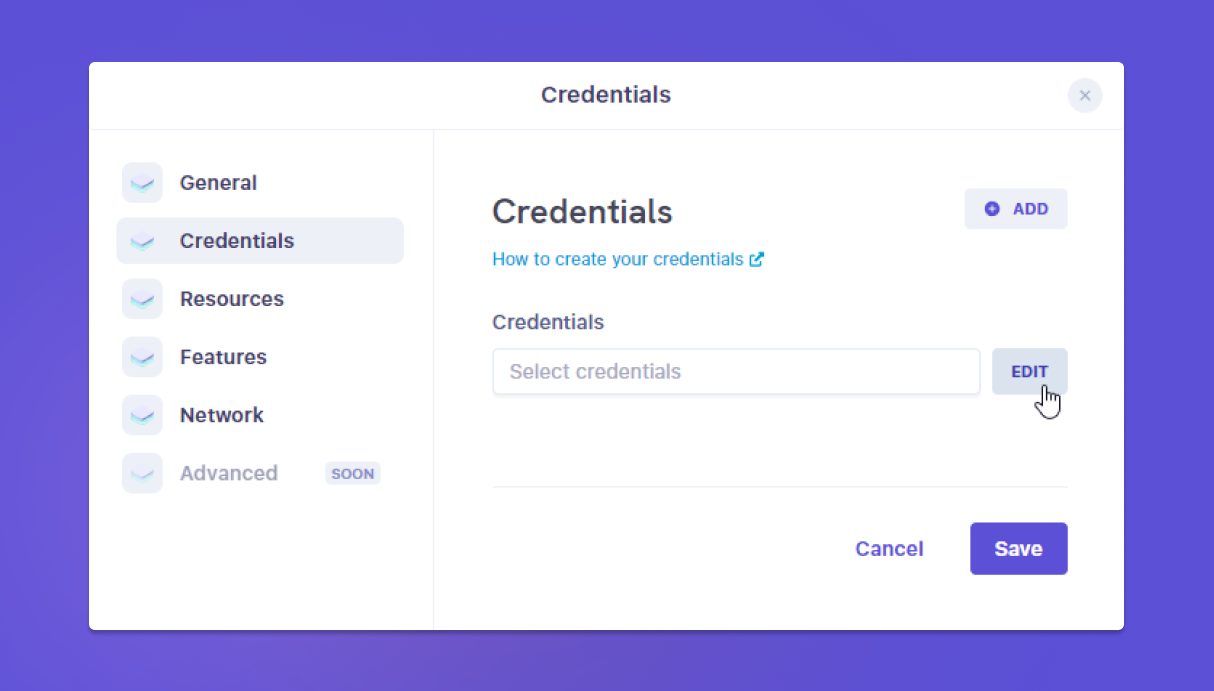 Credentials
General
Credentials
Resources
Features
Network
Advanced SOON
Credentials
ADD
How to create your credentials
Credentials
Select credentials
EDIT
Cancel
Save